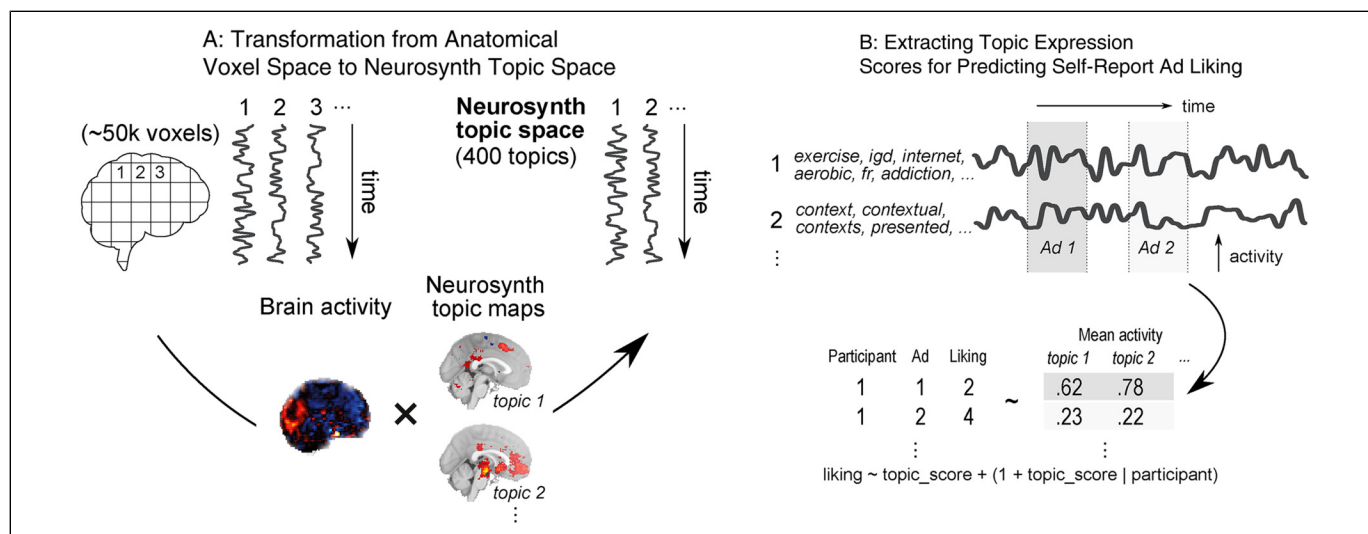 A: Transformation from Anatomical
Voxel Space to Neurosynth Topic Space
(~50k voxels)
1 2 3
1 2 3 ...
time
Neurosynth
topic space
(400 topics)
1 2 ...
time
Brain activity
Neurosynth
topic maps
×
topic 1
topic 2
⋮
B: Extracting Topic Expression
Scores for Predicting Self-Report Ad Liking
time
1 exercise, igd, internet,
aerobic, fr, addiction, ...
2 context, contextual,
contexts, presented, ...
⋮
Ad 1
Ad 2
activity
Mean activity
Participant Ad Liking topic 1 topic 2 ...
1 1 2 .62 .78
~
1 2 4 .23 .22
⋮ ⋮
liking ~ topic_score + (1 + topic_score | participant)